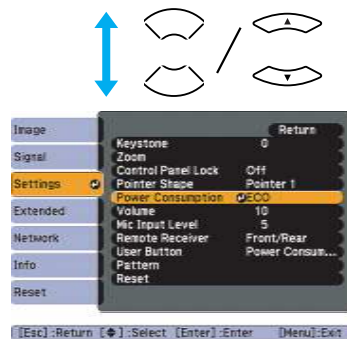 Image
Signal
Settings
Extended
Network
Info
Reset
Return
Keystone 0
Zoom
Control Panel Lock Off
Pointer Shape Pointer 1
Power Consumption ECO
Volume 10
Mic Input Level 5
Remote Receiver Front/Rear
User Button Power Consum...
Pattern
Reset
[Esc] :Return [◆] :Select [Enter] :Enter [Menu] :Exit